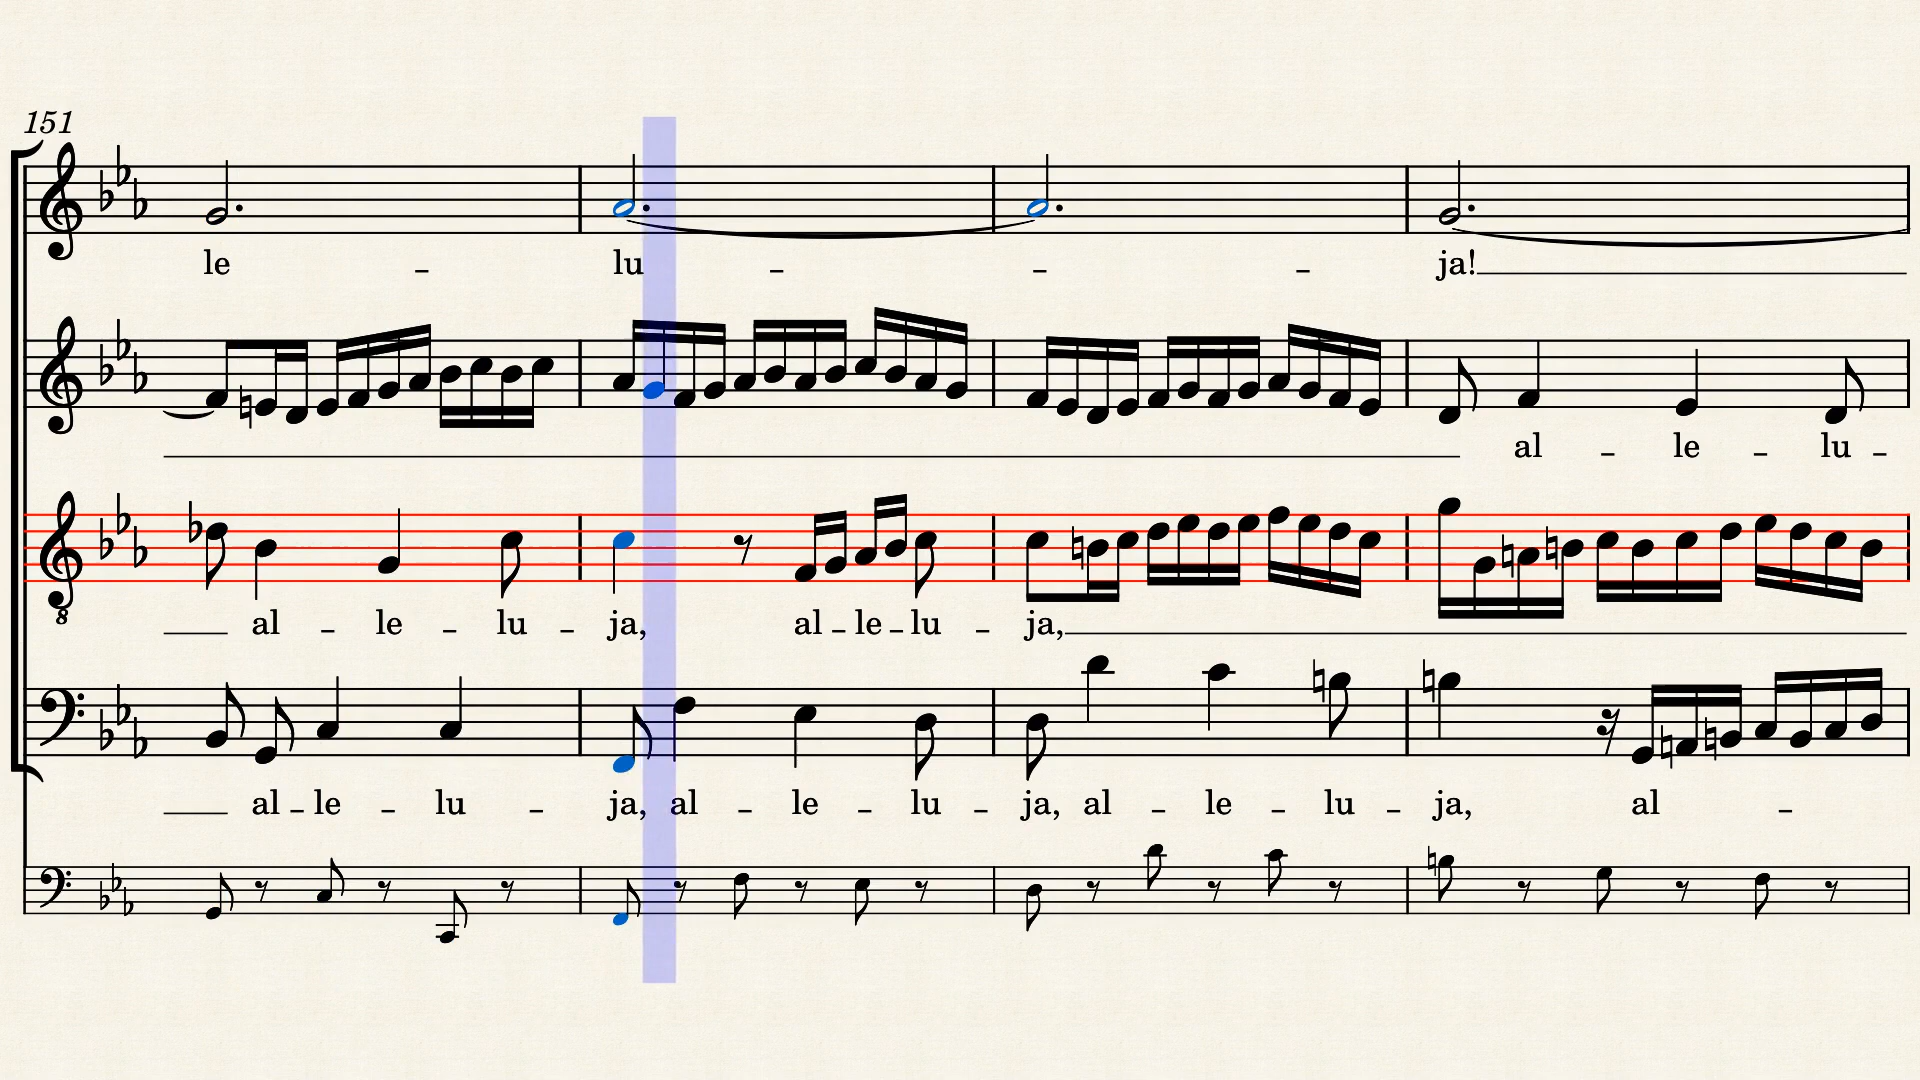 151
le - lu - - - ja!
al - le - lu -
8
al - le - lu - ja, al - le - lu - ja,
al - le - lu - ja, al - le - lu - ja, al - le - lu - ja, al -